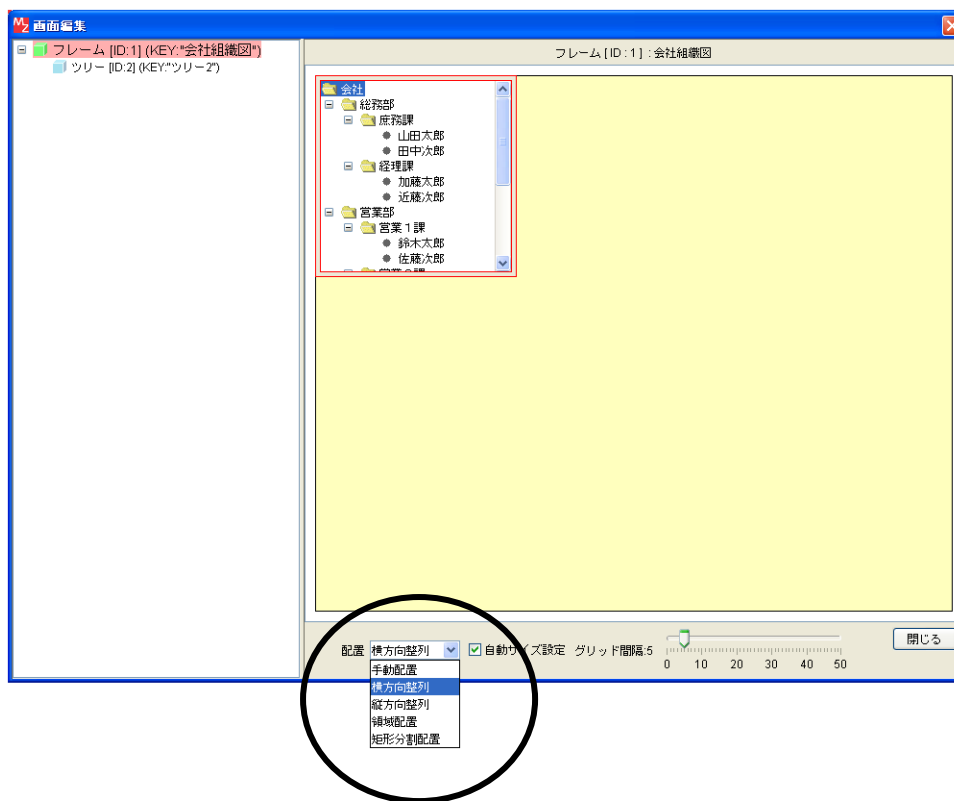 MZ 画面編集
フレーム [ID:1] (KEY:"会社組織図")
ツリー [ID:2] (KEY:"ツリー2")
フレーム [ ID : 1 ] : 会社組織図
会社
総務部
庶務課
山田太郎
田中次郎
経理課
加藤太郎
近藤次郎
営業部
営業1課
鈴木太郎
佐藤次郎
配置 横方向整列 自動サイズ設定 グリッド間隔:5
0 10 20 30 40 50
閉じる
手動配置
横方向整列
縦方向整列
領域配置
矩形分割配置